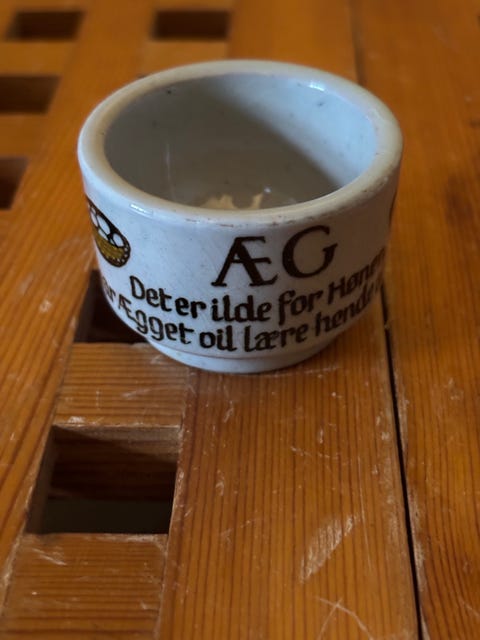 ÆG
Det er ilde for Hønen
Ægget vil lære hende